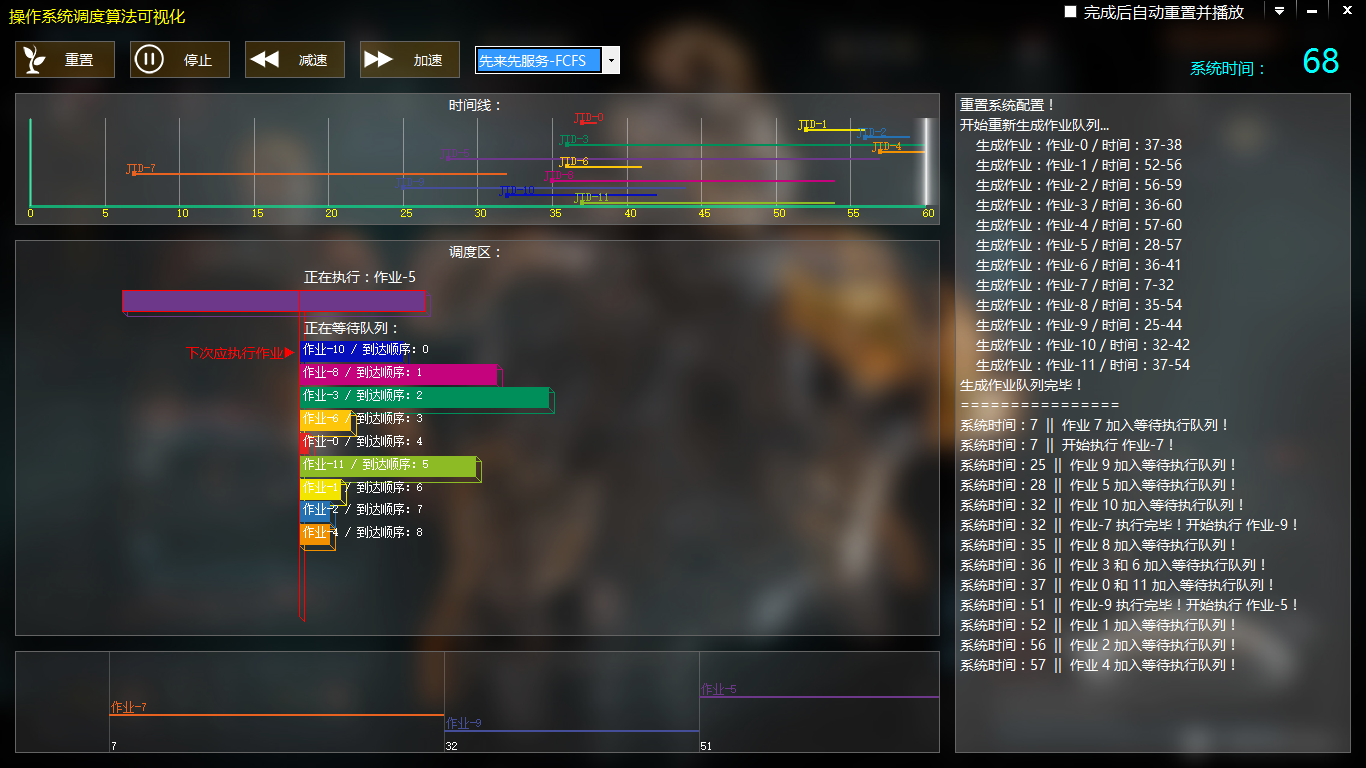 操作系统调度算法可视化
完成后自动重置并播放
重置
停止
减速
加速
先来先服务-FCFS
系统时间：
68
时间线：
JID-0
JID-1
JID-2
JID-3
JID-4
JID-5
JID-6
JID-7
JID-8
JID-9
JID-10
JID-11
0 5 10 15 20 25 30 35 40 45 50 55 60
调度区：
正在执行：作业-5
正在等待队列：
下次应执行作业▶
作业-10 / 到达顺序: 0
作业-8 / 到达顺序: 1
作业-3 / 到达顺序: 2
作业-6 / 到达顺序: 3
作业-0 / 到达顺序: 4
作业-11 / 到达顺序: 5
作业-1 / 到达顺序: 6
作业-2 / 到达顺序: 7
作业-4 / 到达顺序: 8
作业-7
作业-9
作业-5
7
32
51
重置系统配置！
开始重新生成作业队列...
生成作业：作业-0 / 时间：37-38
生成作业：作业-1 / 时间：52-56
生成作业：作业-2 / 时间：56-59
生成作业：作业-3 / 时间：36-60
生成作业：作业-4 / 时间：57-60
生成作业：作业-5 / 时间：28-57
生成作业：作业-6 / 时间：36-41
生成作业：作业-7 / 时间：7-32
生成作业：作业-8 / 时间：35-54
生成作业：作业-9 / 时间：25-44
生成作业：作业-10 / 时间：32-42
生成作业：作业-11 / 时间：37-54
生成作业队列完毕！
================
系统时间：7 || 作业 7 加入等待执行队列！
系统时间：7 || 开始执行 作业-7！
系统时间：25 || 作业 9 加入等待执行队列！
系统时间：28 || 作业 5 加入等待执行队列！
系统时间：32 || 作业 10 加入等待执行队列！
系统时间：32 || 作业-7 执行完毕！开始执行 作业-9！
系统时间：35 || 作业 8 加入等待执行队列！
系统时间：36 || 作业 3 和 6 加入等待执行队列！
系统时间：37 || 作业 0 和 11 加入等待执行队列！
系统时间：51 || 作业-9 执行完毕！开始执行 作业-5！
系统时间：52 || 作业 1 加入等待执行队列！
系统时间：56 || 作业 2 加入等待执行队列！
系统时间：57 || 作业 4 加入等待执行队列！